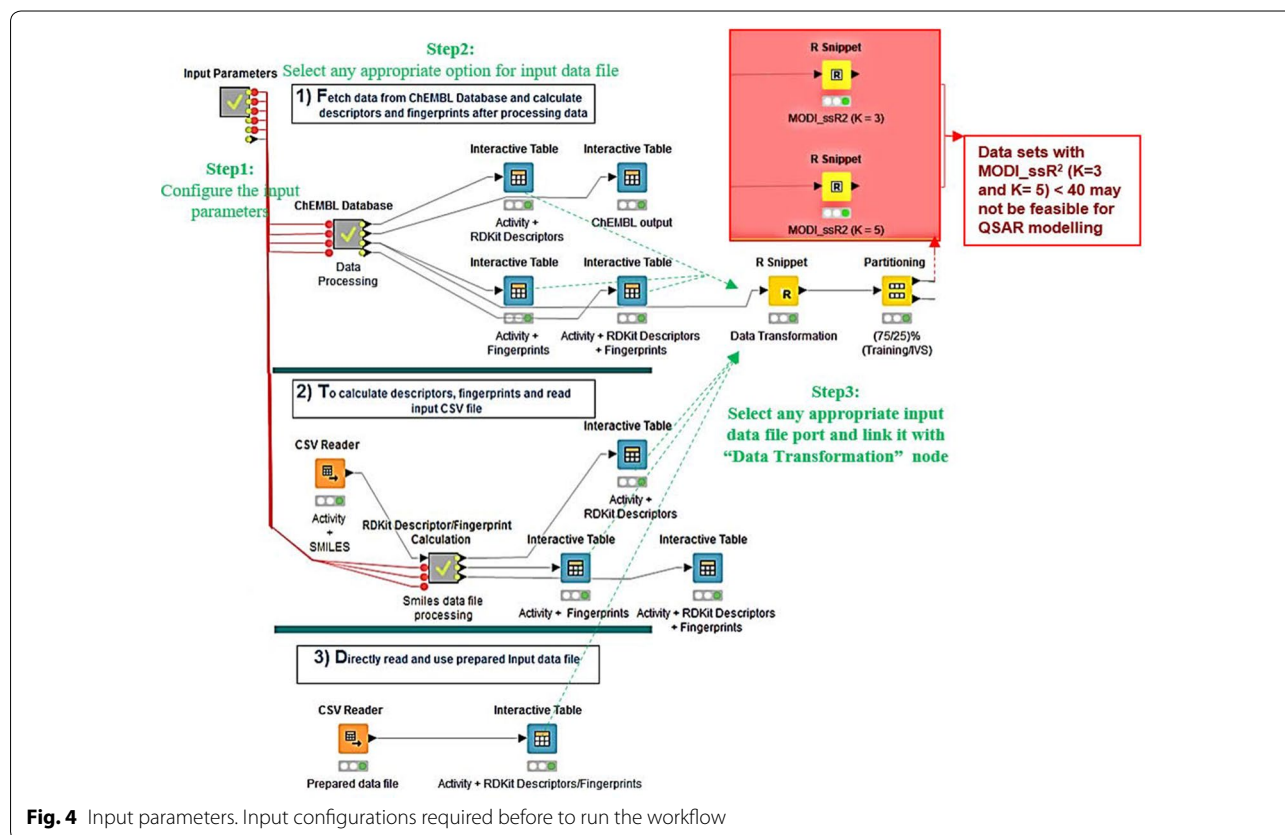 Step2:
Select any appropriate option for input data file
Input Parameters
1) Fetch data from ChEMBL Database and calculate
descriptors and fingerprints after processing data
Step1:
Configure the input
parameters
ChEMBL Database
Data
Processing
Interactive Table
Activity +
RDKit Descriptors
Interactive Table
ChEMBL output
Interactive Table
Activity +
Fingerprints
Interactive Table
Activity + RDKit Descriptors
+ Fingerprints
R Snippet
R
MODI_ssR2 (K = 3)
R Snippet
R
MODI_ssR2 (K = 5)
Data sets with
MODI_ssR² (K=3
and K= 5) < 40 may
not be feasible for
QSAR modelling
R Snippet
R
Data Transformation
Partitioning
(75/25)%
(Training/IVS)
2) To calculate descriptors, fingerprints and read
input CSV file
Step3:
Select any appropriate input
data file port and link it with
“Data Transformation” node
CSV Reader
Activity
+
SMILES
RDKit Descriptor/Fingerprint
Calculation
Smiles data file
processing
Interactive Table
Activity +
RDKit Descriptors
Interactive Table
Activity + Fingerprints
Interactive Table
Activity + RDKit Descriptors
+ Fingerprints
3) Directly read and use prepared Input data file
CSV Reader
Prepared data file
Interactive Table
Activity + RDKit Descriptors/Fingerprints
Fig. 4 Input parameters. Input configurations required before to run the workflow